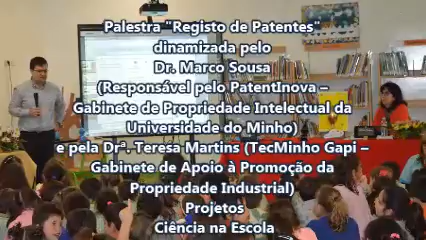 Palestra "Registo de Patentes"
dinamizada pelo
Dr. Marco Sousa
(Responsável pelo PatentInova –
Gabinete de Propriedade Intelectual da
Universidade do Minho)
e pela Drª. Teresa Martins (TecMinho Gapi –
Gabinete de Apoio à Promoção da
Propriedade Industrial)
Projetos
Ciência na Escola